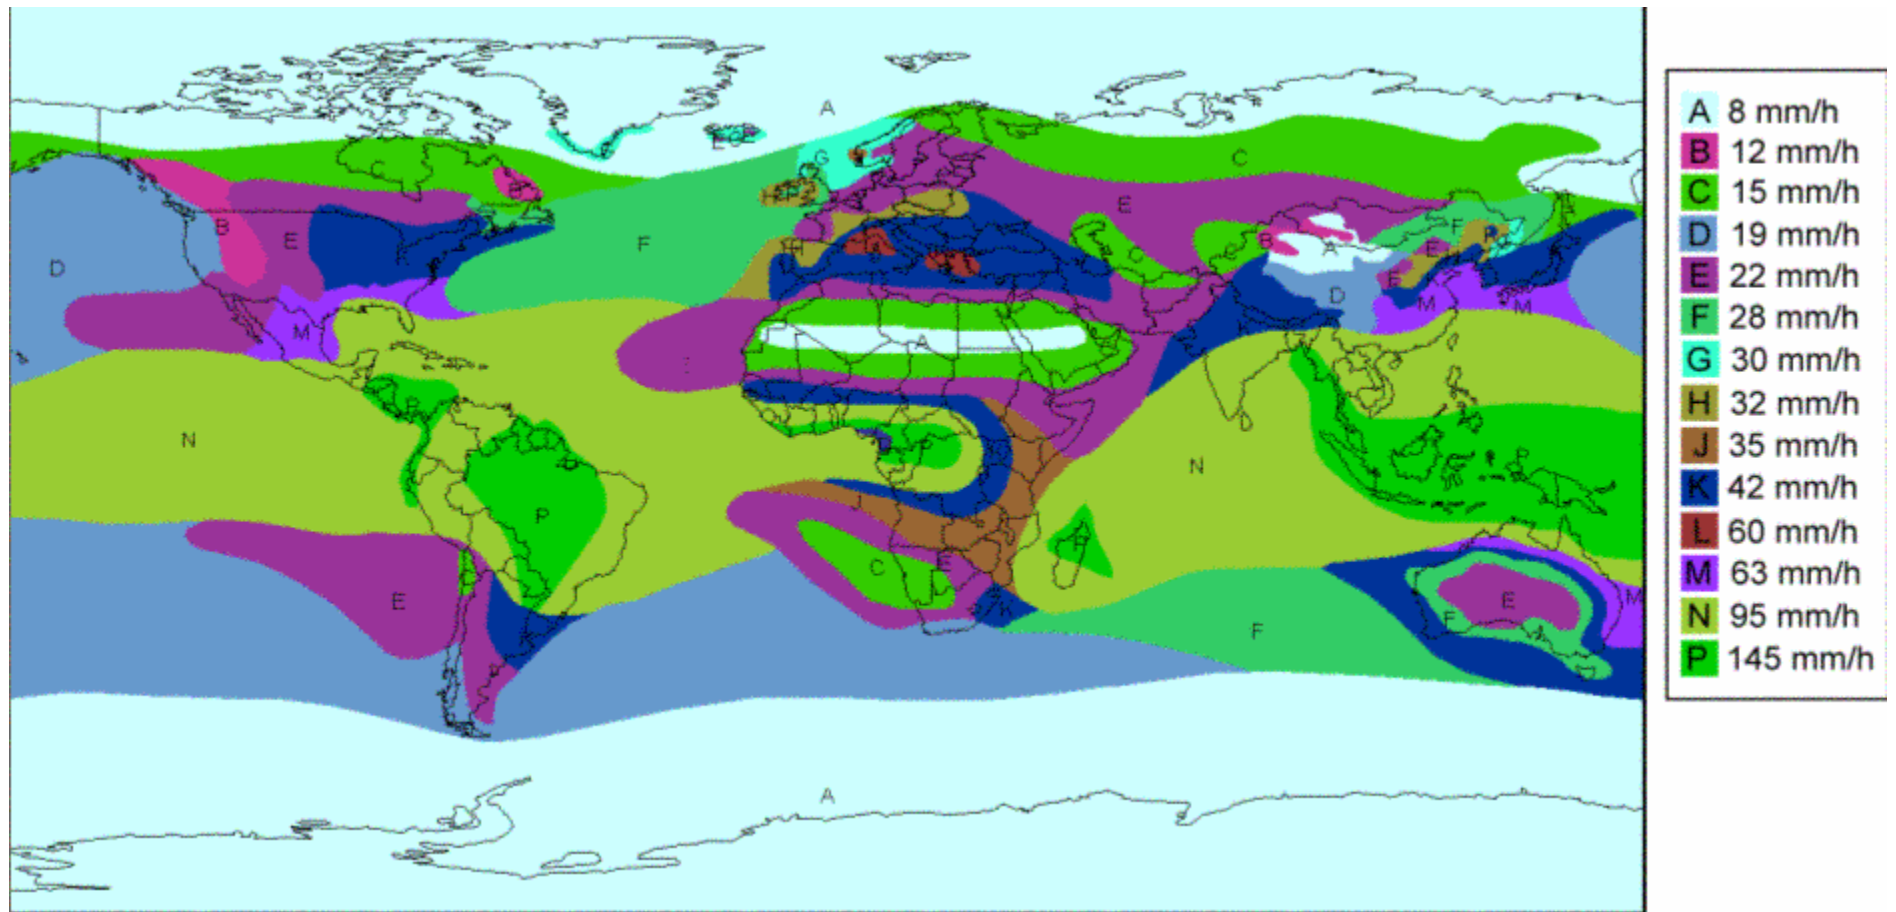 A 8 mm/h
B 12 mm/h
C 15 mm/h
D 19 mm/h
E 22 mm/h
F 28 mm/h
G 30 mm/h
H 32 mm/h
J 35 mm/h
K 42 mm/h
L 60 mm/h
M 63 mm/h
N 95 mm/h
P 145 mm/h
A
G
C
C
B
E
F
E
B
E
F
A
B
F
E
D
C
C
D
M
M
M
A
P
N
N
P
P
C
E
E
F
E
F
M
K
A